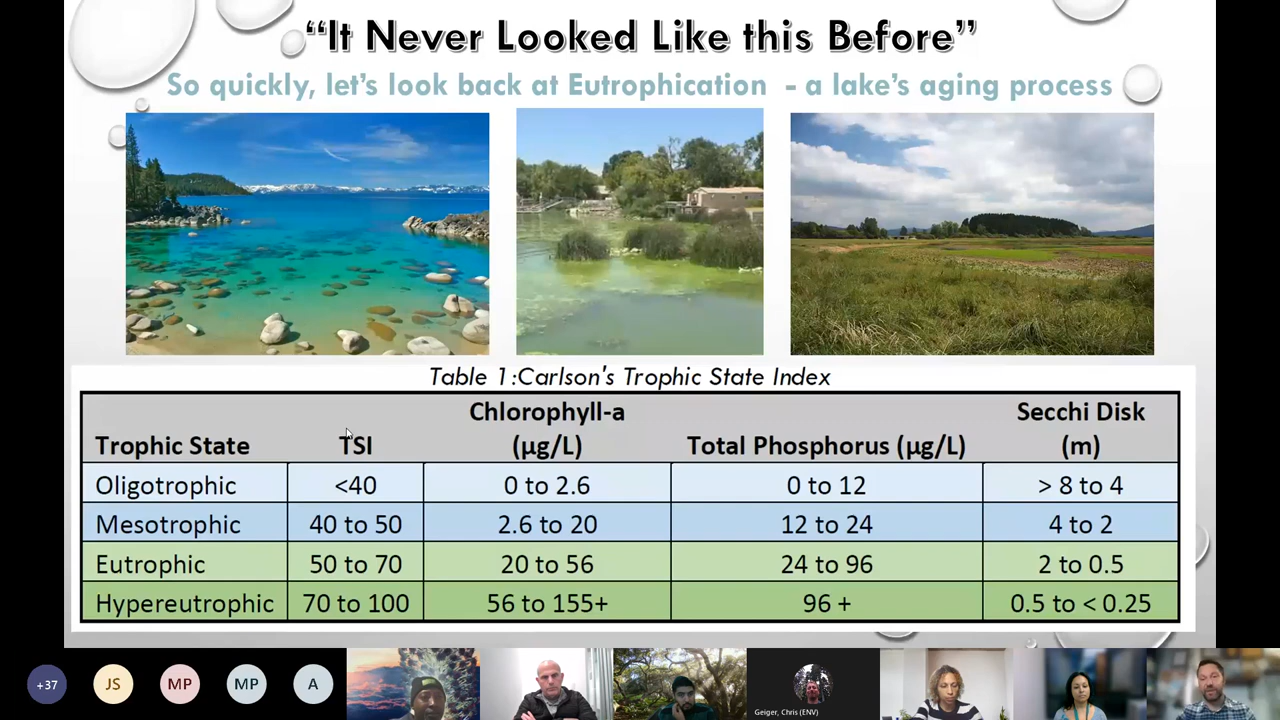 “It Never Looked Like this Before”
So quickly, let's look back at Eutrophication - a lake's aging process
Table 1:Carlson's Trophic State Index
Trophic State TSI Chlorophyll-a (µg/L) Total Phosphorus (µg/L) Secchi Disk (m)
Oligotrophic <40 0 to 2.6 0 to 12 > 8 to 4
Mesotrophic 40 to 50 2.6 to 20 12 to 24 4 to 2
Eutrophic 50 to 70 20 to 56 24 to 96 2 to 0.5
Hypereutrophic 70 to 100 56 to 155+ 96 + 0.5 to < 0.25
+37 JS MP MP A
Geiger, Chris (ENV)